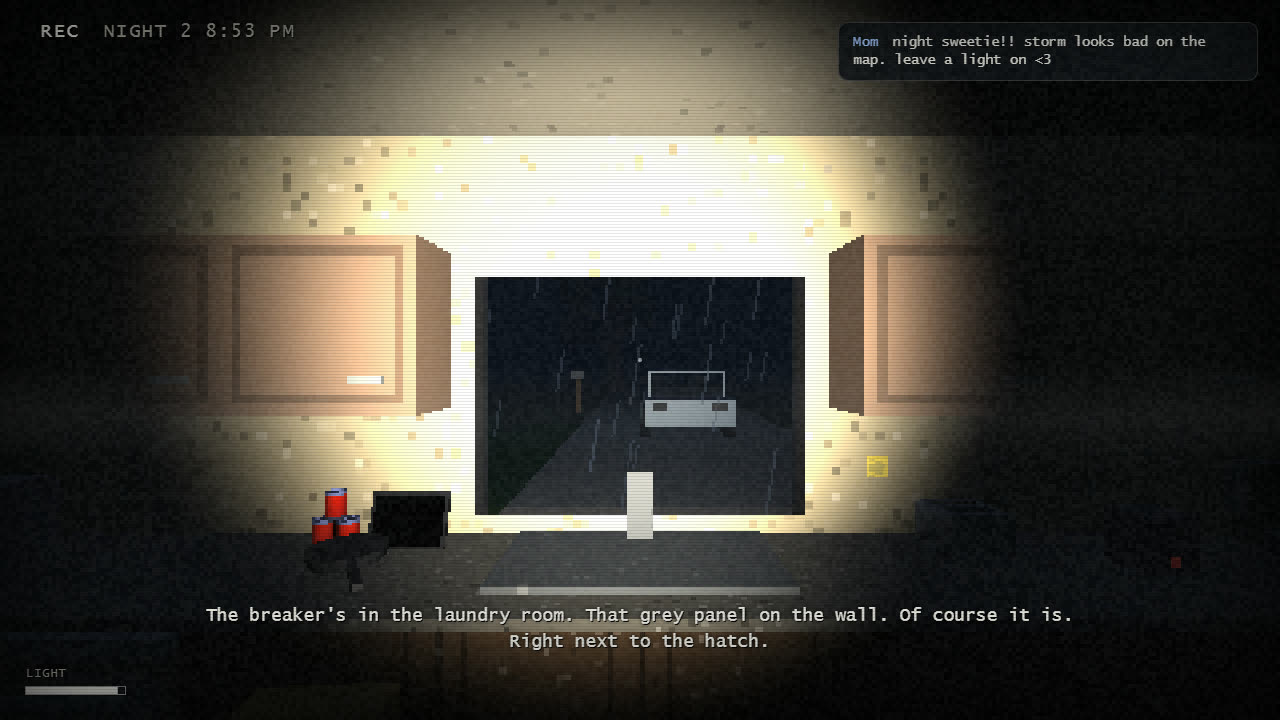 REC NIGHT 2 8:53 PM
Mom night sweetie!! storm looks bad on the
map. leave a light on <3
The breaker's in the laundry room. That grey panel on the wall. Of course it is.
Right next to the hatch.
LIGHT